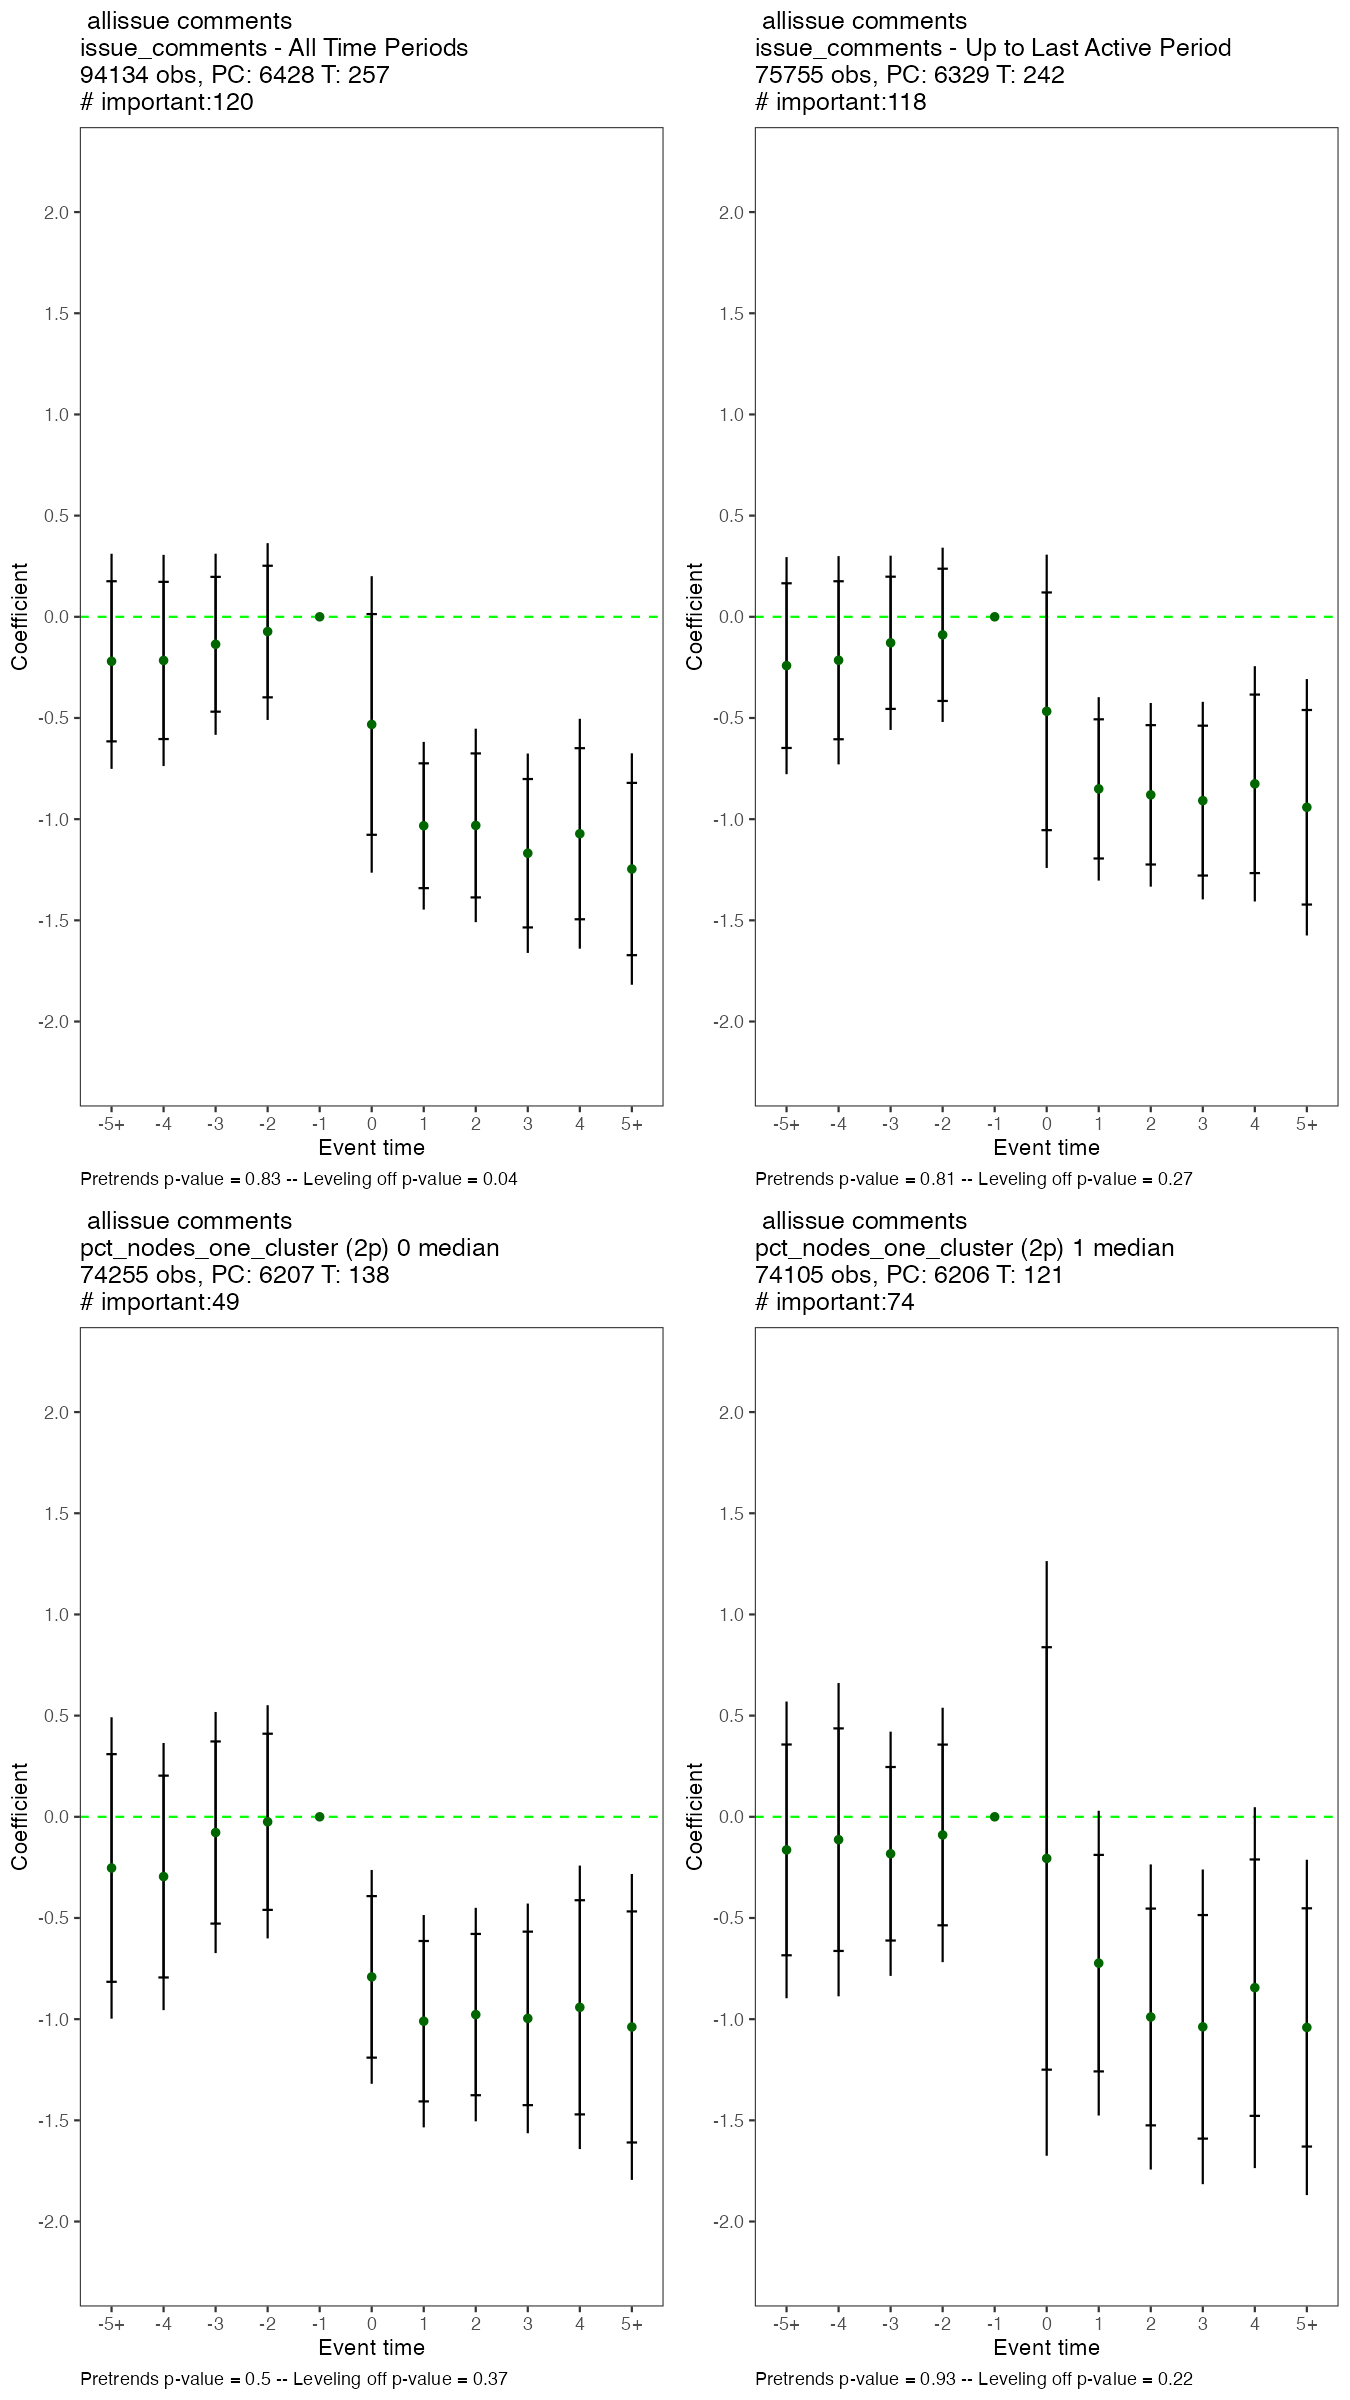 allissue comments
issue_comments - All Time Periods
94134 obs, PC: 6428 T: 257
# important:120
2.0
1.5
1.0
0.5
0.0
-0.5
-1.0
-1.5
-2.0
Coefficient
-5+ -4 -3 -2 -1 0 1 2 3 4 5+
Event time
Pretrends p-value = 0.83 -- Leveling off p-value = 0.04
allissue comments
issue_comments - Up to Last Active Period
75755 obs, PC: 6329 T: 242
# important:118
2.0
1.5
1.0
0.5
0.0
-0.5
-1.0
-1.5
-2.0
Coefficient
-5+ -4 -3 -2 -1 0 1 2 3 4 5+
Event time
Pretrends p-value = 0.81 -- Leveling off p-value = 0.27
allissue comments
pct_nodes_one_cluster (2p) 0 median
74255 obs, PC: 6207 T: 138
# important:49
2.0
1.5
1.0
0.5
0.0
-0.5
-1.0
-1.5
-2.0
Coefficient
-5+ -4 -3 -2 -1 0 1 2 3 4 5+
Event time
Pretrends p-value = 0.5 -- Leveling off p-value = 0.37
allissue comments
pct_nodes_one_cluster (2p) 1 median
74105 obs, PC: 6206 T: 121
# important:74
2.0
1.5
1.0
0.5
0.0
-0.5
-1.0
-1.5
-2.0
Coefficient
-5+ -4 -3 -2 -1 0 1 2 3 4 5+
Event time
Pretrends p-value = 0.93 -- Leveling off p-value = 0.22